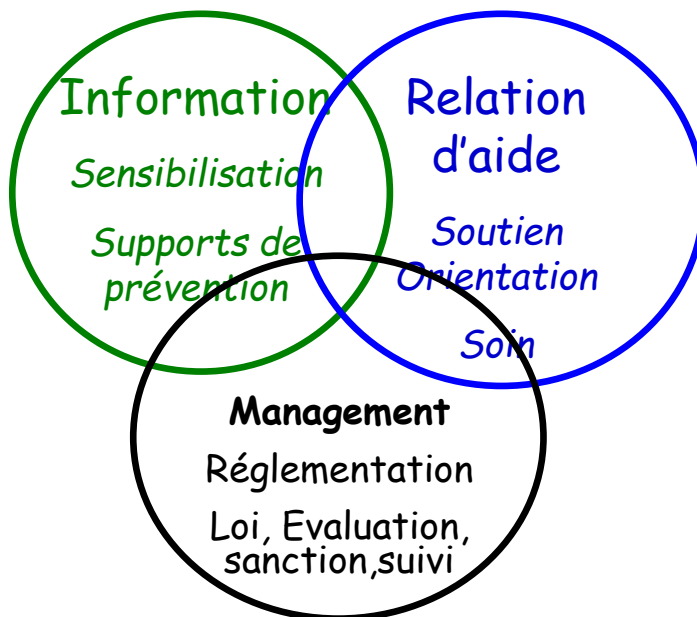 Information
Sensibilisation
Supports de
prévention
Relation
d'aide
Soutien
Orientation
Soin
Management
Réglementation
Loi, Evaluation,
sanction,suivi